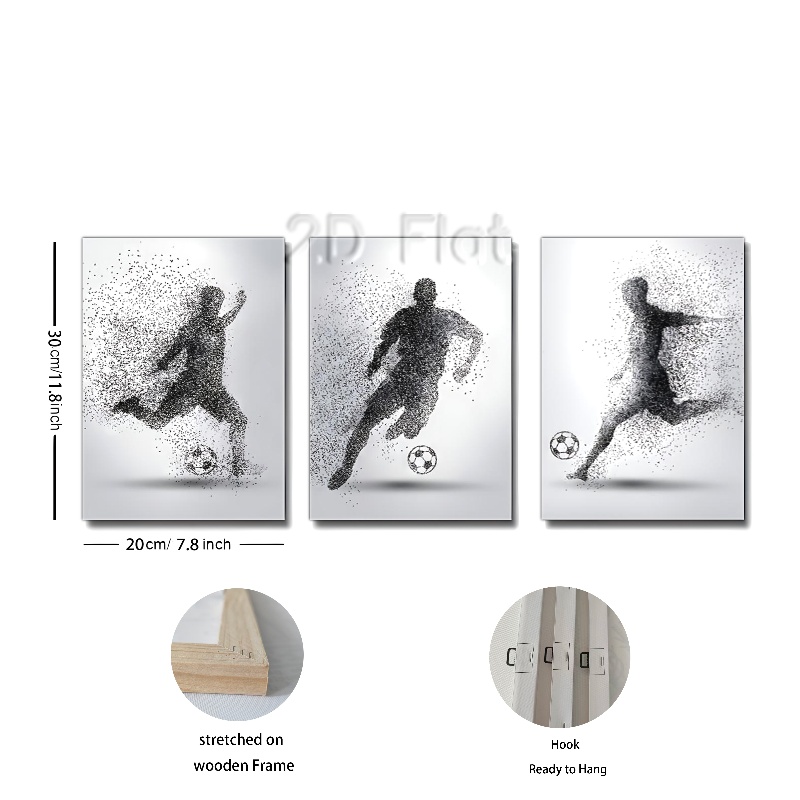 2D Flat
30cm/11.8inch
20cm/ 7.8 inch
stretched on
wooden Frame
Hook
Ready to Hang